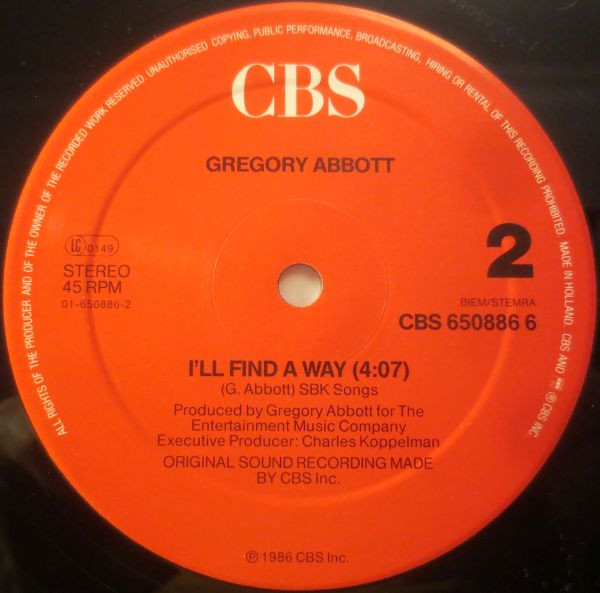 ALL RIGHTS OF THE PRODUCER AND OF THE OWNER OF THE RECORDED WORK RESERVED. UNAUTHORISED COPYING, PUBLIC PERFORMANCE, BROADCASTING, HIRING OR RENTAL OF THIS RECORDING PROHIBITED. MADE IN HOLLAND. CBS AND ℗ CBS INC.
CBS
GREGORY ABBOTT
LC 0149
STEREO
45 RPM
01-650886-2
2
BIEM/STEMRA
CBS 650886 6
I'LL FIND A WAY (4:07)
(G. Abbott) SBK Songs
Produced by Gregory Abbott for The
Entertainment Music Company
Executive Producer: Charles Koppelman
ORIGINAL SOUND RECORDING MADE
BY CBS Inc.
℗ 1986 CBS Inc.